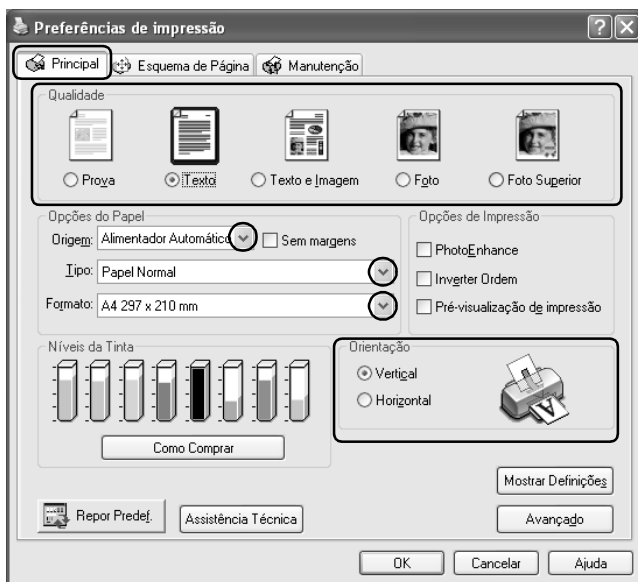 Preferências de impressão
Principal Esquema de Página Manutenção
Qualidade
Prova Texto Texto e Imagem Foto Foto Superior
Opções do Papel
Origem: Alimentador Automático Sem margens
Tipo: Papel Normal
Formato: A4 297 x 210 mm
Opções de Impressão
PhotoEnhance
Inverter Ordem
Pré-visualização de impressão
Níveis da Tinta
Como Comprar
Orientação
Vertical
Horizontal
Mostrar Definições
Repor Predef. Assistência Técnica Avançado
OK Cancelar Ajuda